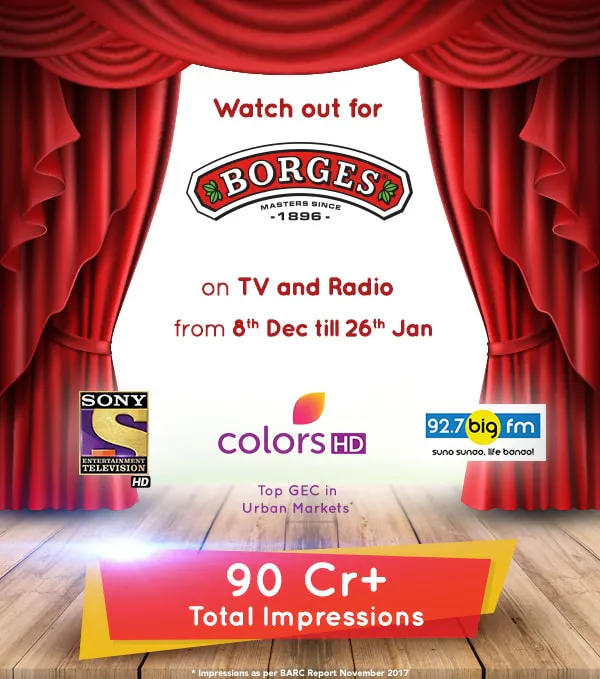 Watch out for
BORGES®
MASTERS SINCE
- 1896 -
on TV and Radio
from 8th Dec till 26th Jan
SONY
S
ENTERTAINMENT
TELEVISION
HD
colors HD
Top GEC in
Urban Markets*
92.7 big fm
suno sunao, life banao!
90 Cr+
Total Impressions
* Impressions as per BARC Report November 2017